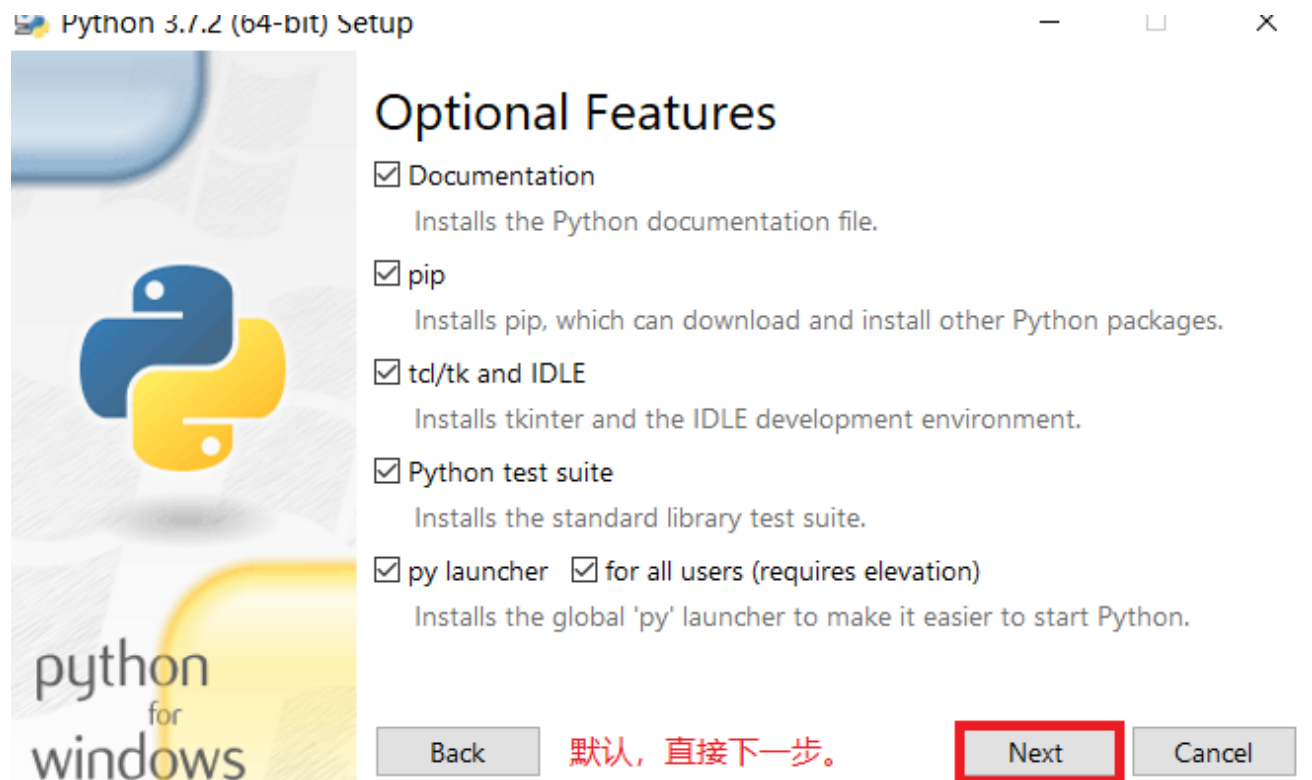 Python 3.7.2 (64-bit) Setup
Optional Features
Documentation
Installs the Python documentation file.
pip
Installs pip, which can download and install other Python packages.
tcl/tk and IDLE
Installs tkinter and the IDLE development environment.
Python test suite
Installs the standard library test suite.
py launcher for all users (requires elevation)
Installs the global 'py' launcher to make it easier to start Python.
python
for
windows
Back 默认，直接下一步。 Next Cancel